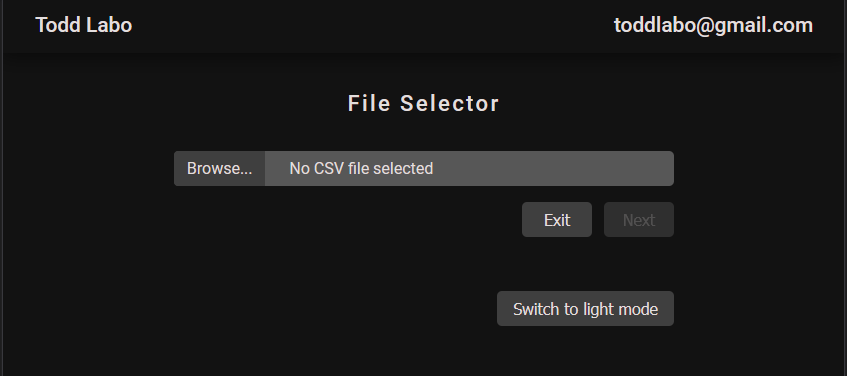 Todd Labo toddlabo@gmail.com
File Selector
Browse... No CSV file selected
Exit Next
Switch to light mode